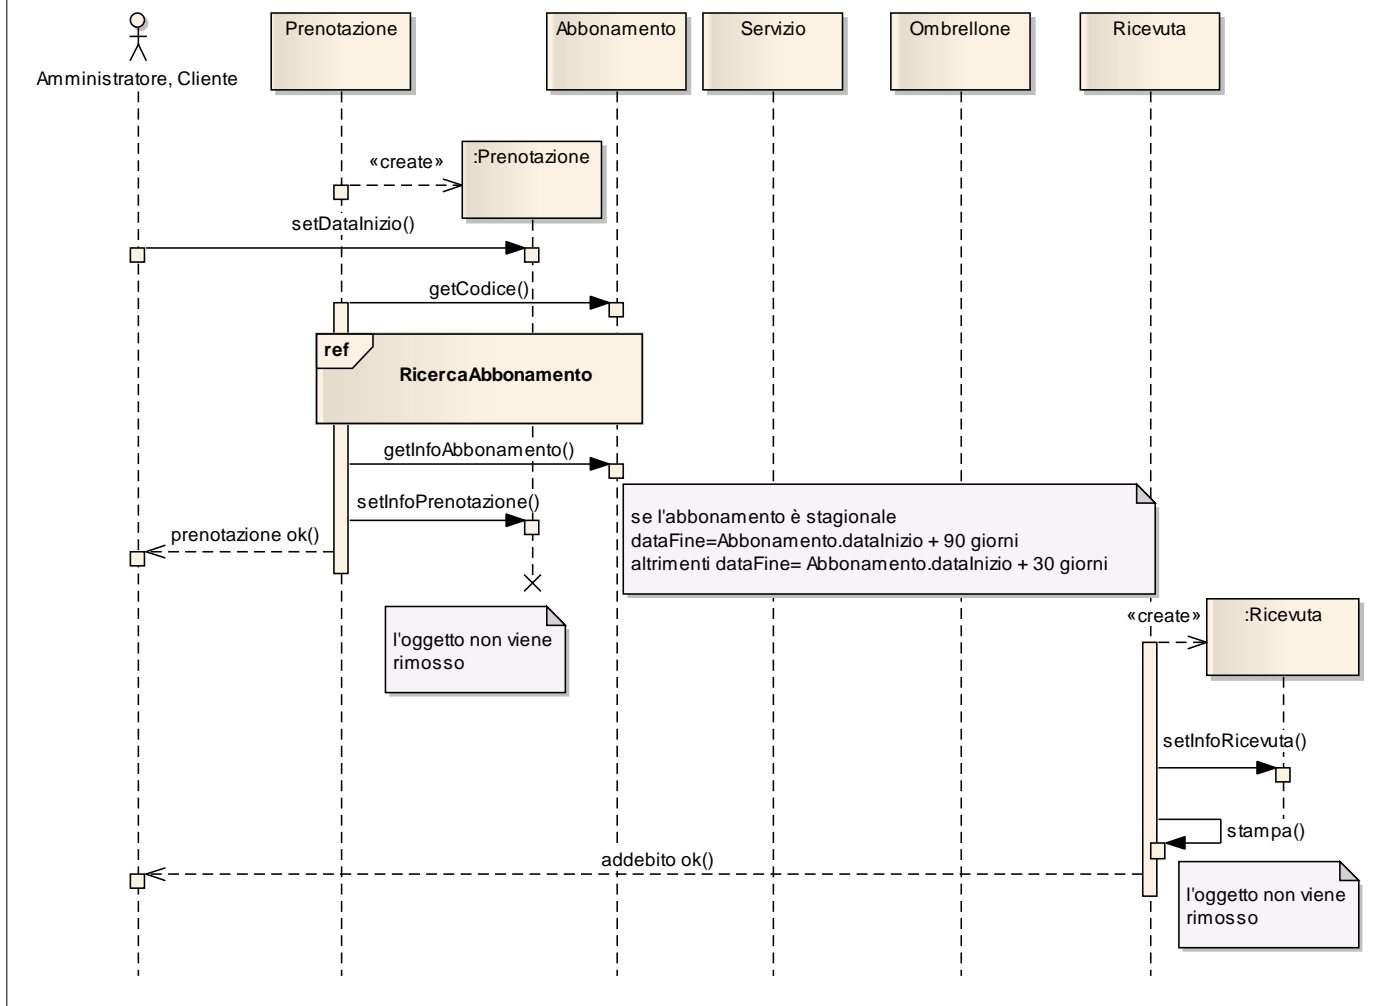 Prenotazione
Abbonamento
Servizio
Ombrellone
Ricevuta
Amministratore, Cliente
«create»
:Prenotazione
setDataInizio()
getCodice()
ref
RicercaAbbonamento
getInfoAbbonamento()
setInfoPrenotazione()
prenotazione ok()
se l'abbonamento è stagionale
dataFine=Abbonamento.dataInizio + 90 giorni
altrimenti dataFine= Abbonamento.dataInizio + 30 giorni
l'oggetto non viene
rimosso
«create»
:Ricevuta
setInfoRicevuta()
stampa()
addebito ok()
l'oggetto non viene
rimosso